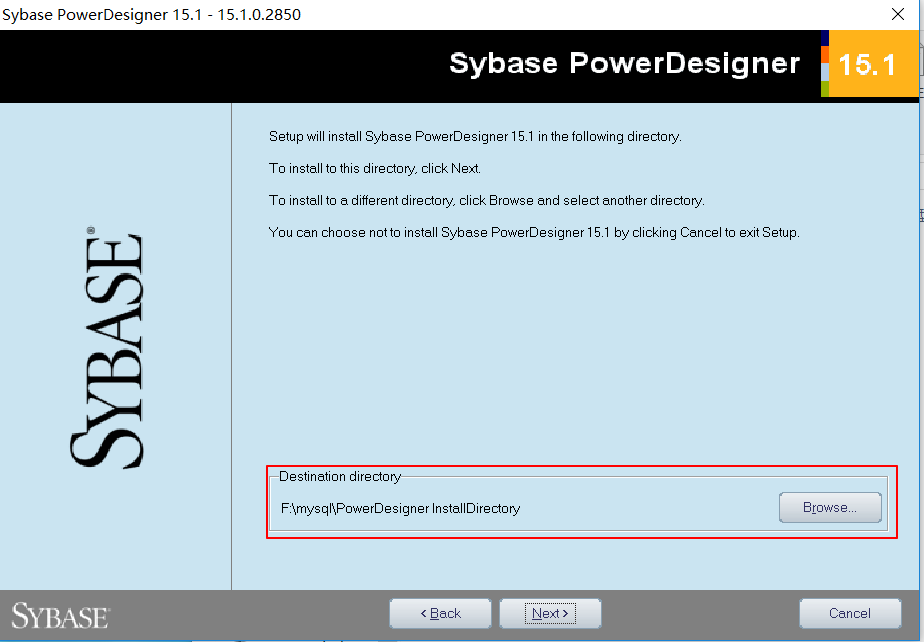 Sybase PowerDesigner 15.1 - 15.1.0.2850
Sybase PowerDesigner
15.1
Setup will install Sybase PowerDesigner 15.1 in the following directory.
To install to this directory, click Next.
To install to a different directory, click Browse and select another directory.
You can choose not to install Sybase PowerDesigner 15.1 by clicking Cancel to exit Setup.
SYBASE®
Destination directory
F:\mysql\PowerDesigner InstallDirectory
Browse...
SYBASE®
< Back
Next >
Cancel